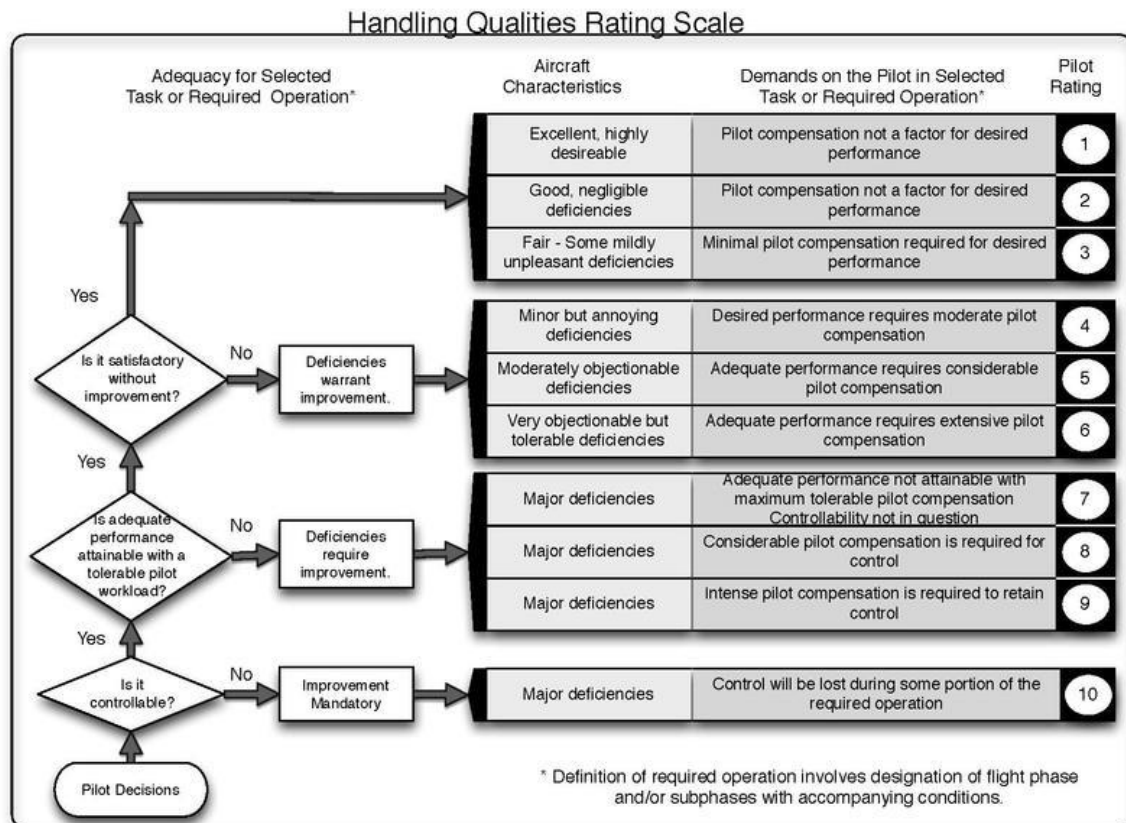 Handling Qualities Rating Scale
Adequacy for Selected
Task or Required Operation*
Aircraft
Characteristics
Demands on the Pilot in Selected
Task or Required Operation*
Pilot
Rating
Excellent, highly
desireable
Pilot compensation not a factor for desired
performance
1
Good, negligible
deficiencies
Pilot compensation not a factor for desired
performance
2
Fair - Some mildly
unpleasant deficiencies
Minimal pilot compensation required for desired
performance
3
Yes
Is it satisfactory
without
improvement?
No
Deficiencies
warrant
improvement.
Minor but annoying
deficiencies
Desired performance requires moderate pilot
compensation
4
Moderately objectionable
deficiencies
Adequate performance requires considerable
pilot compensation
5
Very objectionable but
tolerable deficiencies
Adequate performance requires extensive pilot
compensation
6
Yes
Is adequate
performance
attainable with a
tolerable pilot
workload?
No
Deficiencies
require
improvement.
Major deficiencies
Adequate performance not attainable with
maximum tolerable pilot compensation
Controllability not in question
7
Major deficiencies
Considerable pilot compensation is required for
control
8
Major deficiencies
Intense pilot compensation is required to retain
control
9
Yes
Is it
controllable?
No
Improvement
Mandatory
Major deficiencies
Control will be lost during some portion of the
required operation
10
Pilot Decisions
* Definition of required operation involves designation of flight phase
and/or subphases with accompanying conditions.